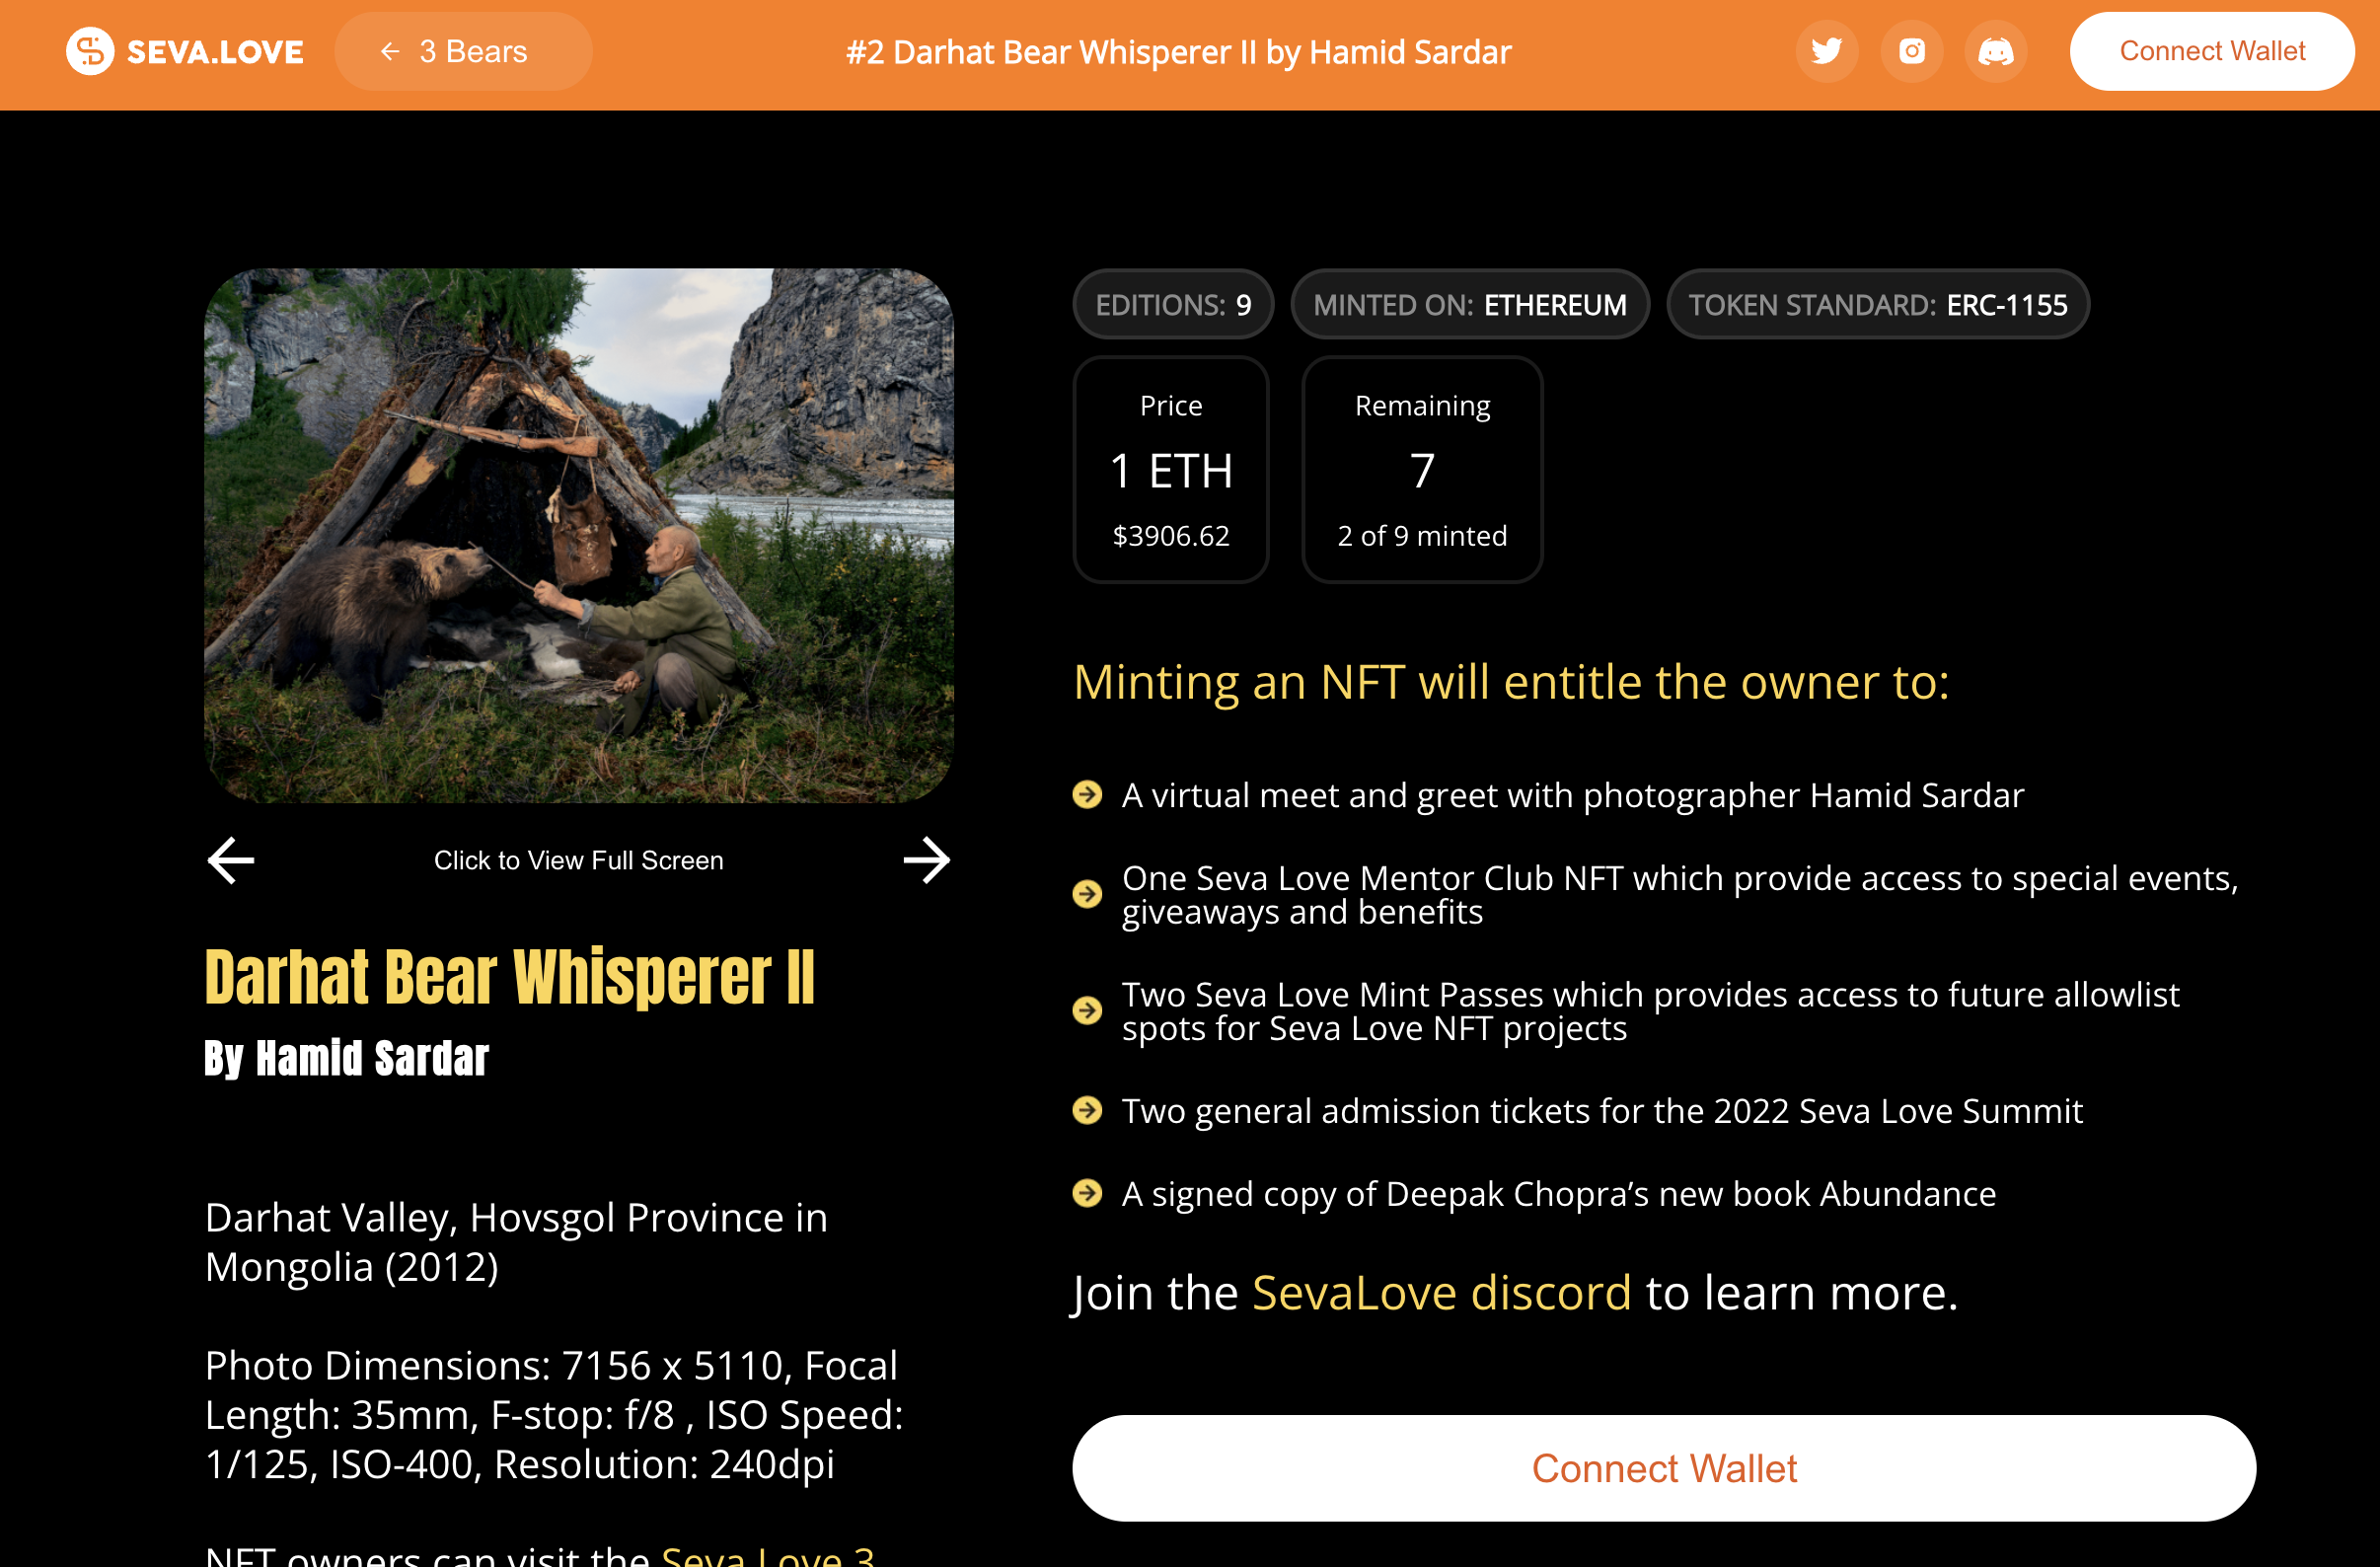 SEVA.LOVE
← 3 Bears
#2 Darhat Bear Whisperer II by Hamid Sardar
Connect Wallet
EDITIONS: 9
MINTED ON: ETHEREUM
TOKEN STANDARD: ERC-1155
Price
1 ETH
$3906.62
Remaining
7
2 of 9 minted
Click to View Full Screen
Darhat Bear Whisperer II
By Hamid Sardar
Darhat Valley, Hovsgol Province in
Mongolia (2012)
Photo Dimensions: 7156 x 5110, Focal
Length: 35mm, F-stop: f/8 , ISO Speed:
1/125, ISO-400, Resolution: 240dpi
NFT owners can visit the Seva Love 3
Minting an NFT will entitle the owner to:
A virtual meet and greet with photographer Hamid Sardar
One Seva Love Mentor Club NFT which provide access to special events,
giveaways and benefits
Two Seva Love Mint Passes which provides access to future allowlist
spots for Seva Love NFT projects
Two general admission tickets for the 2022 Seva Love Summit
A signed copy of Deepak Chopra’s new book Abundance
Join the SevaLove discord to learn more.
Connect Wallet